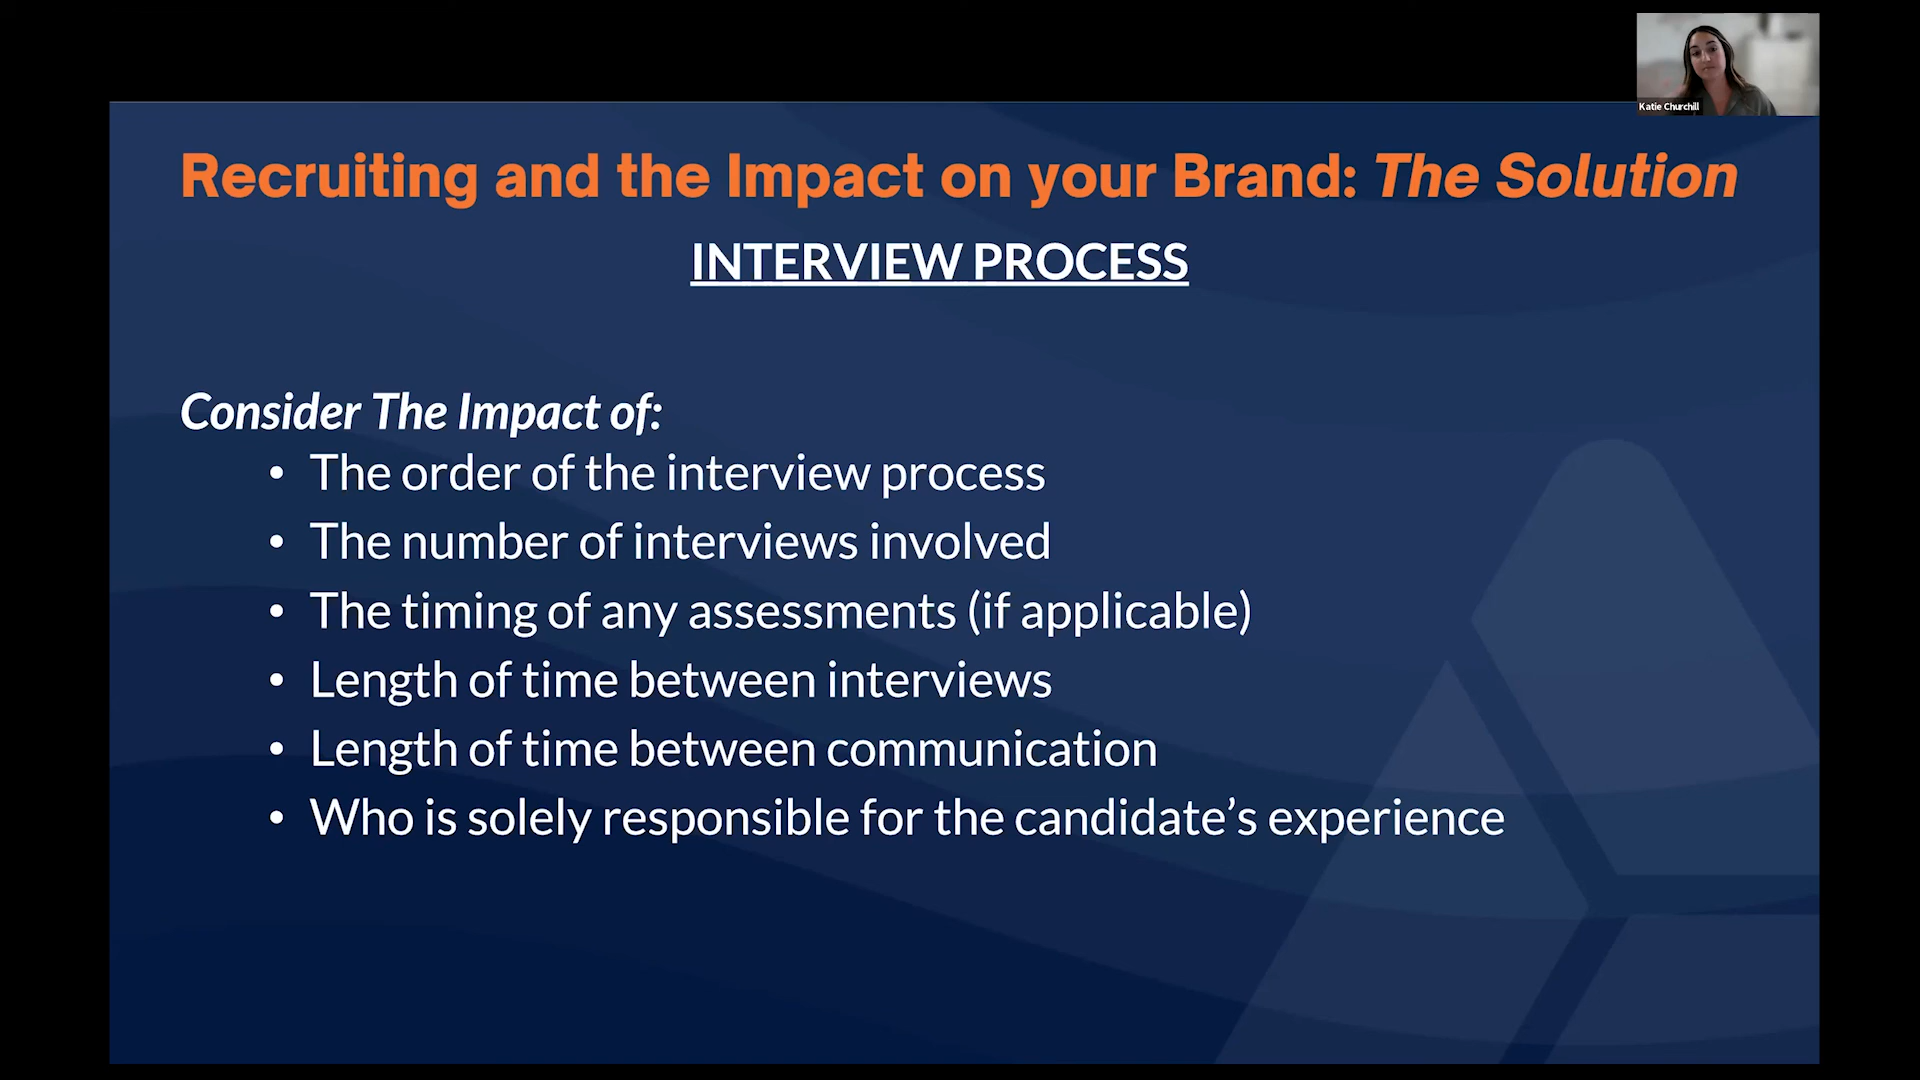 Katie Churchill
Recruiting and the Impact on your Brand: The Solution
INTERVIEW PROCESS
Consider The Impact of:
• The order of the interview process
• The number of interviews involved
• The timing of any assessments (if applicable)
• Length of time between interviews
• Length of time between communication
• Who is solely responsible for the candidate’s experience